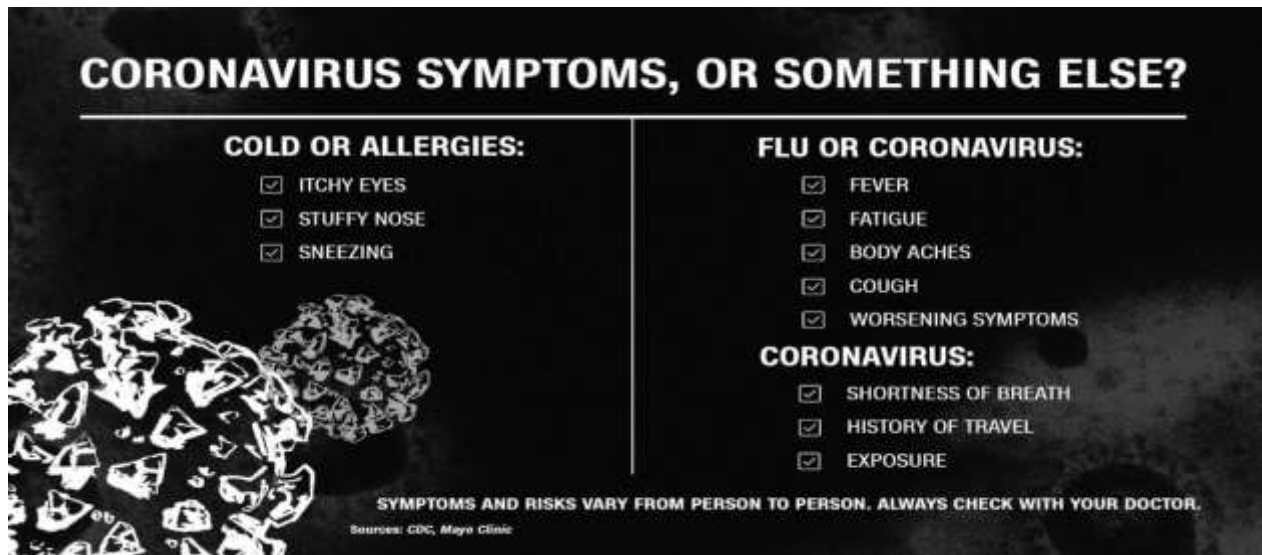 CORONAVIRUS SYMPTOMS, OR SOMETHING ELSE?
COLD OR ALLERGIES:
ITCHY EYES
STUFFY NOSE
SNEEZING
FLU OR CORONAVIRUS:
FEVER
FATIGUE
BODY ACHES
COUGH
WORSENING SYMPTOMS
CORONAVIRUS:
SHORTNESS OF BREATH
HISTORY OF TRAVEL
EXPOSURE
SYMPTOMS AND RISKS VARY FROM PERSON TO PERSON. ALWAYS CHECK WITH YOUR DOCTOR.
Sources: CDC, Mayo Clinic